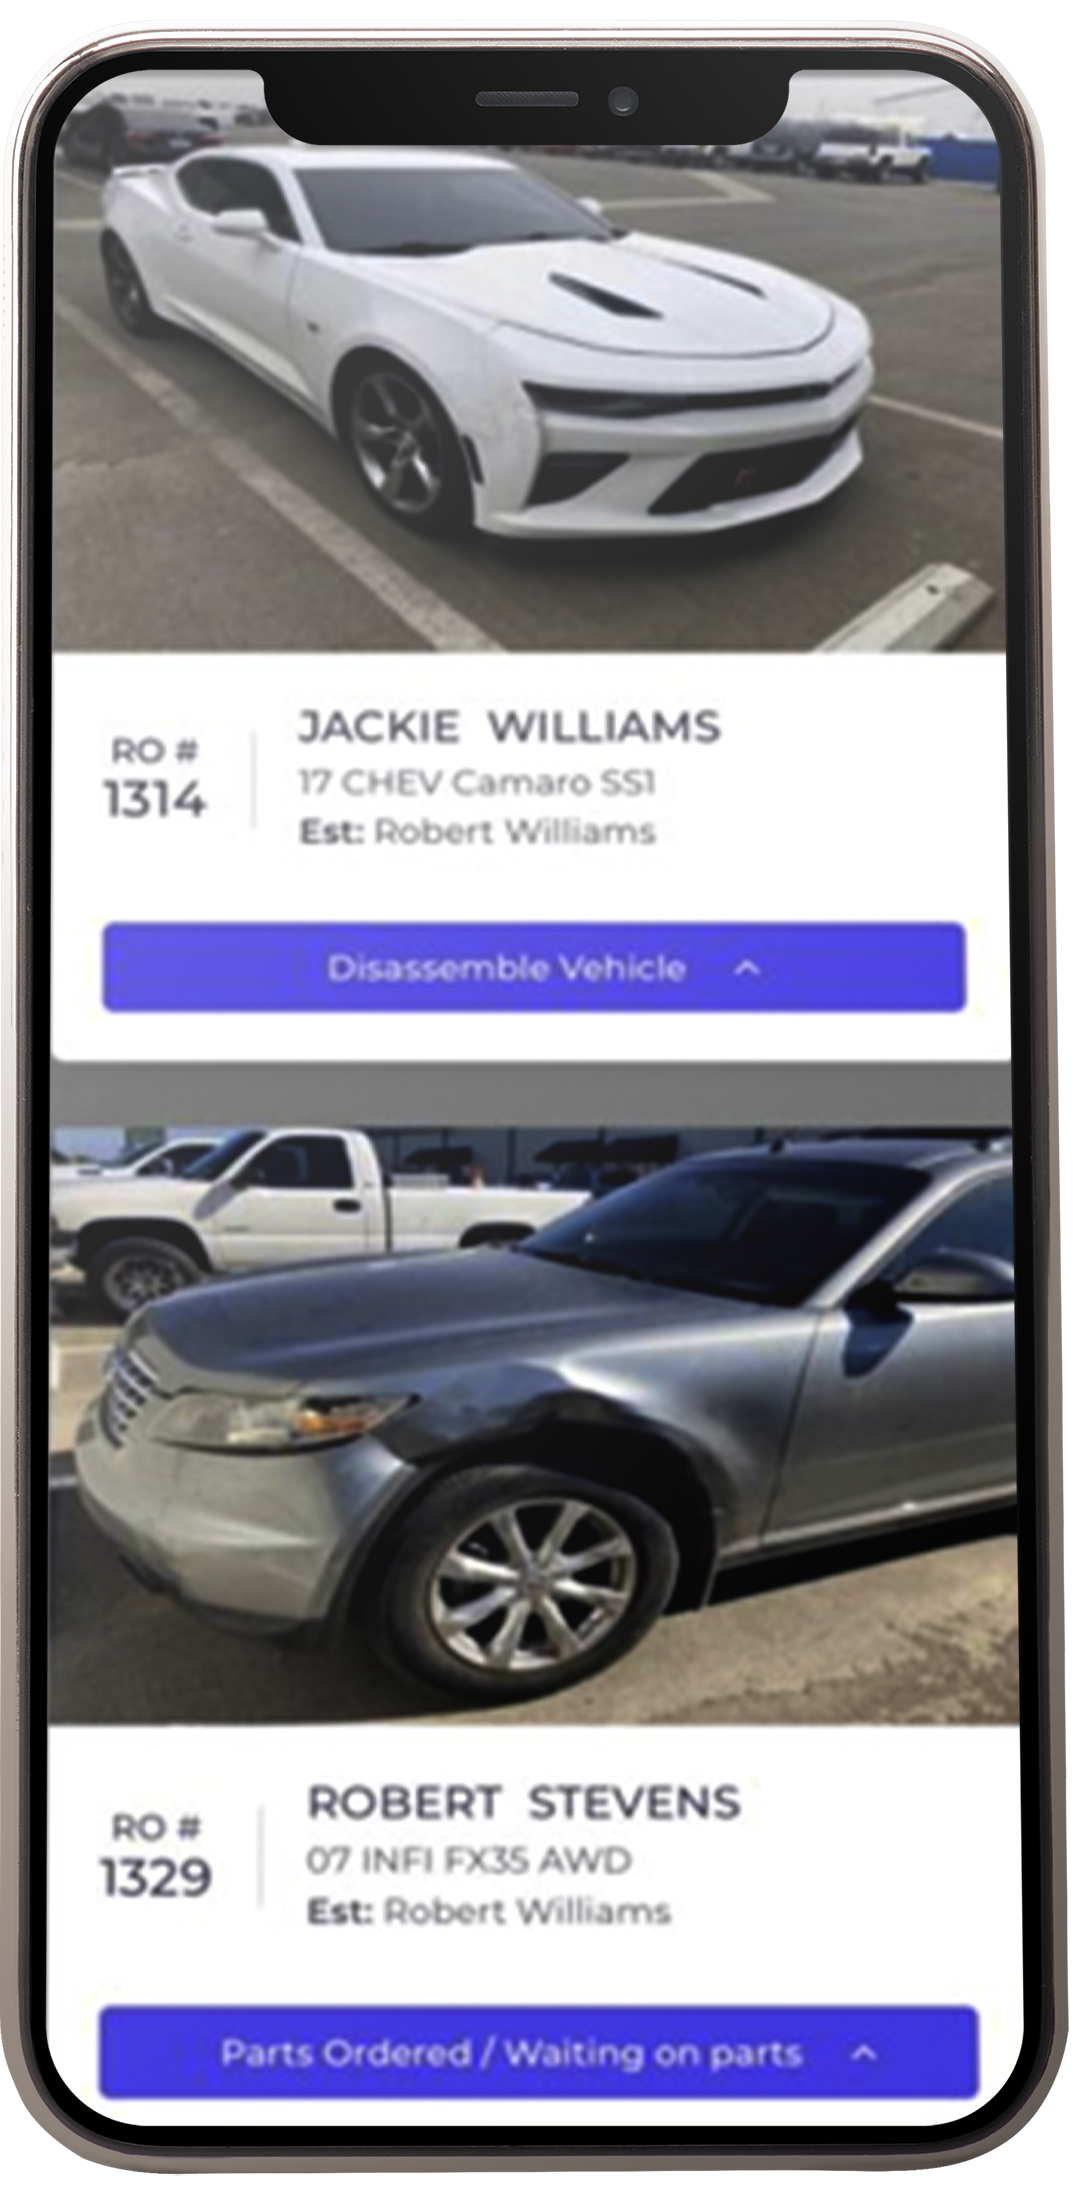 RO #
1314
JACKIE WILLIAMS
17 CHEV Camaro SS1
Est: Robert Williams
Disassemble Vehicle
RO #
1329
ROBERT STEVENS
07 INFI FX35 AWD
Est: Robert Williams
Parts Ordered / Waiting on parts